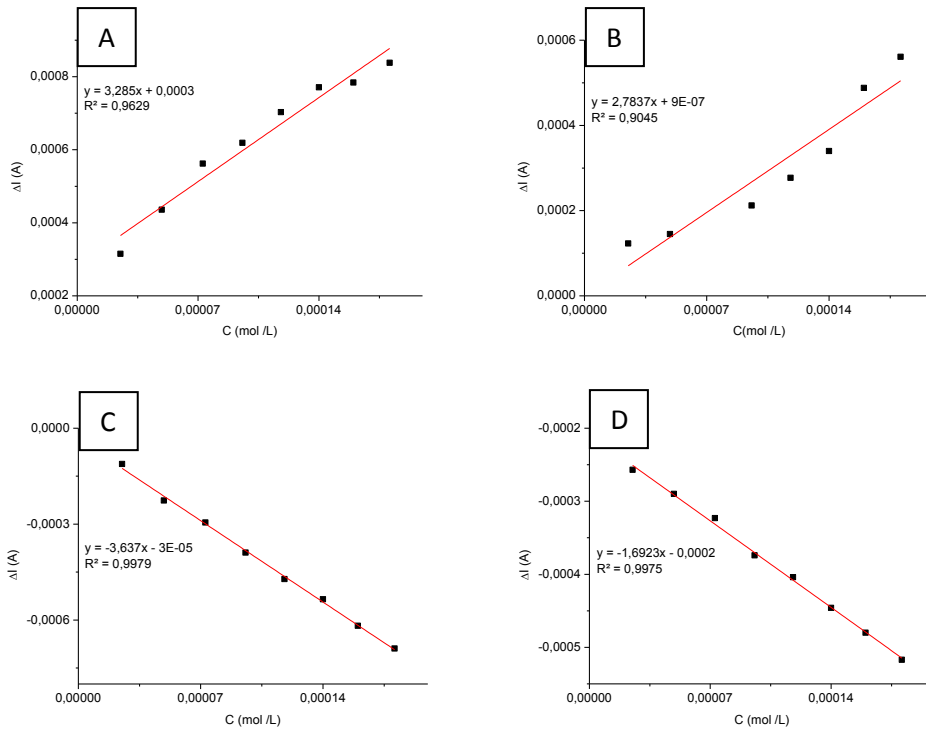 A
0,0008
y = 3,285x + 0,0003
R² = 0,9629
0,0006
ΔI (A)
0,0004
0,0002
0,00000
0,00007
0,00014
C (mol /L)
B
0,0006
y = 2,7837x + 9E-07
R² = 0,9045
0,0004
ΔI (A)
0,0002
0,0000
0,00000
0,00007
0,00014
C(mol /L)
C
0,0000
-0,0003
y = -3,637x - 3E-05
R² = 0,9979
ΔI (A)
-0,0006
0,00000
0,00007
0,00014
C (mol /L)
D
-0,0002
-0,0003
y = -1,6923x - 0,0002
R² = 0,9975
ΔI (A)
-0,0004
-0,0005
0,00000
0,00007
0,00014
C (mol /L)